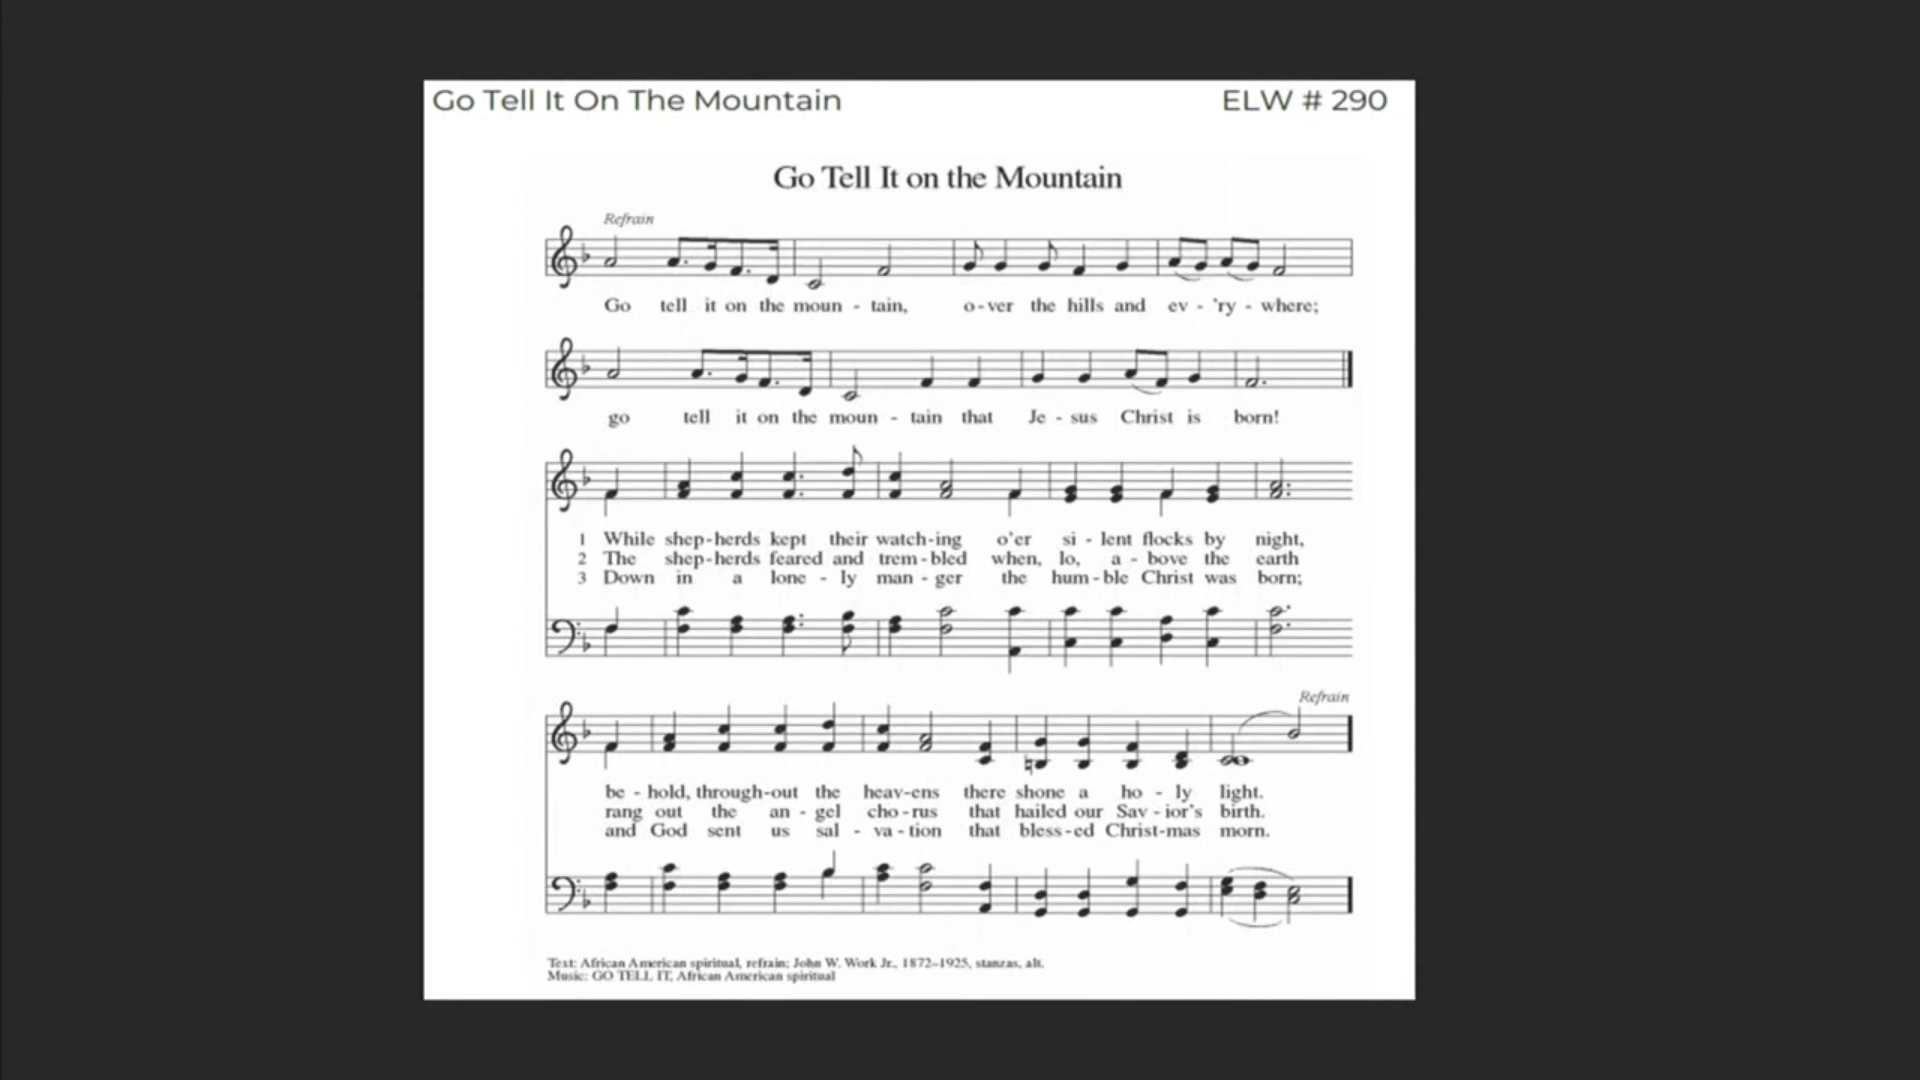 Go Tell It On The Mountain ELW # 290
Go Tell It on the Mountain
Refrain
Go tell it on the moun - tain, o - ver the hills and ev - 'ry - where;
go tell it on the moun - tain that Je - sus Christ is born!
1 While shep - herds kept their watch - ing o'er si - lent flocks by night,
2 The shep - herds feared and trem - bled when, lo, a - bove the earth
3 Down in a lone - ly man - ger the hum - ble Christ was born;
Refrain
be - hold, through - out the heav - ens there shone a ho - ly light.
rang out the an - gel cho - rus that hailed our Sav - ior's birth.
and God sent us sal - va - tion that bless - ed Christ - mas morn.
Text: African American spiritual, refrain; John W. Work Jr., 1872–1925, stanzas, alt.
Music: GO TELL IT, African American spiritual